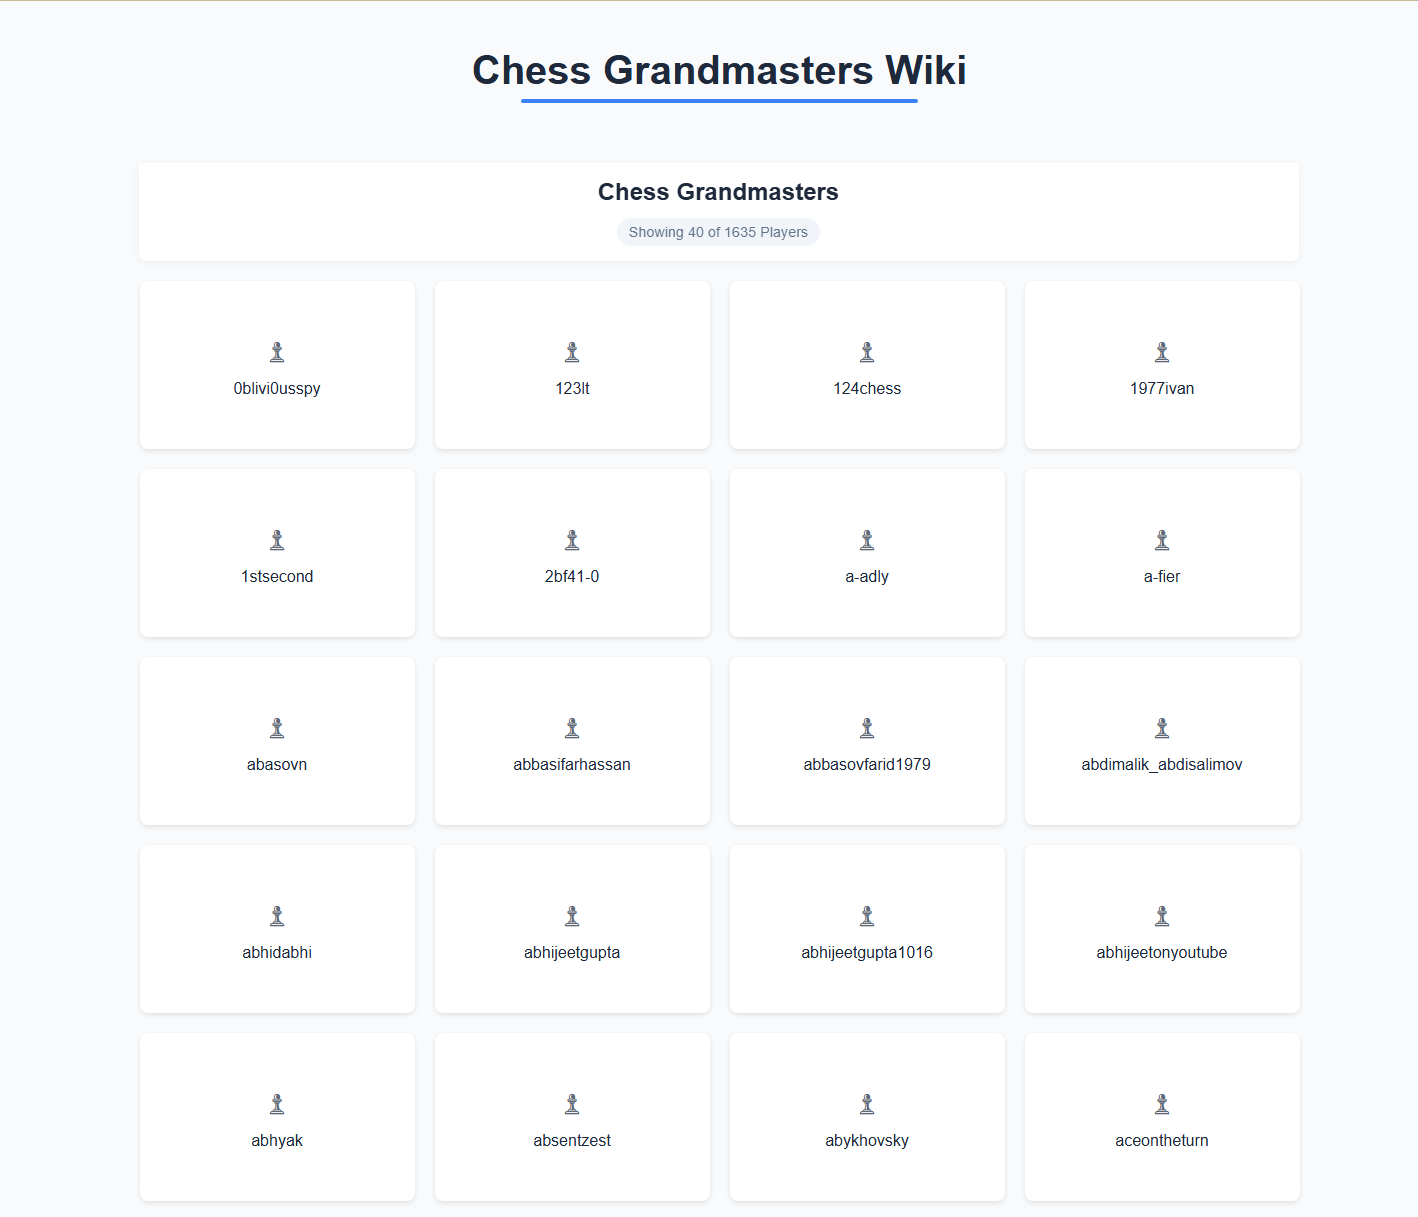 Chess Grandmasters Wiki
Chess Grandmasters
Showing 40 of 1635 Players
0blivi0usspy
123lt
124chess
1977ivan
1stsecond
2bf41-0
a-adly
a-fier
abasovn
abbasifarhassan
abbasovfarid1979
abdimalik_abdisalimov
abhidabhi
abhijeetgupta
abhijeetgupta1016
abhijeetonyoutube
abhyak
absentzest
abykhovsky
aceontheturn